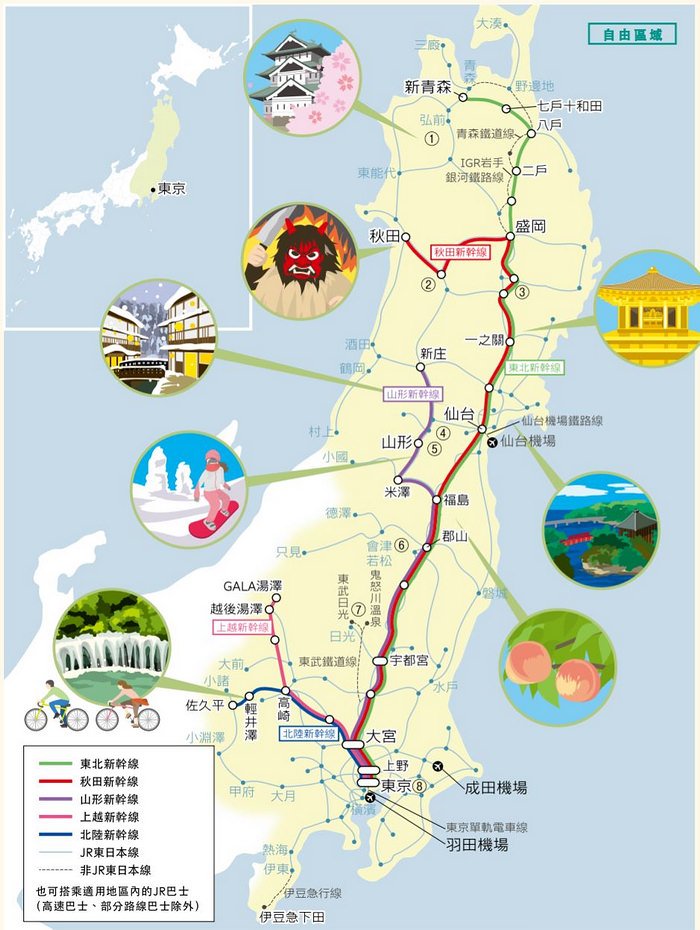 自由區域
大湊
三廄
青森
野邊地
新青森
七戶十和田
八戶
弘前
①
青森鐵道線
IGR岩手
銀河鐵路線
二戶
東能代
東京
秋田
盛岡
秋田新幹線
②
③
一之關
酒田
新庄
鶴岡
東北新幹線
山形新幹線
仙台
仙台機場鐵路線
村上
④
仙台機場
山形
⑤
小國
米澤
福島
德澤
郡山
會津
若松
⑥
只見
GALA湯澤
東武日光
鬼怒川溫泉
磐城
越後湯澤
⑦
上越新幹線
日光
大前
東武鐵道線
宇都宮
小諸
水戶
佐久平
輕井澤
高崎
小淵澤
北陸新幹線
大宮
上野
東京
⑧
成田機場
甲府
大月
橫濱
東京單軌電車線
羽田機場
熱海
伊東
伊豆急行線
伊豆急下田
東北新幹線
秋田新幹線
山形新幹線
上越新幹線
北陸新幹線
JR東日本線
非JR東日本線
也可搭乘適用地區內的JR巴士
(高速巴士、部分路線巴士除外)